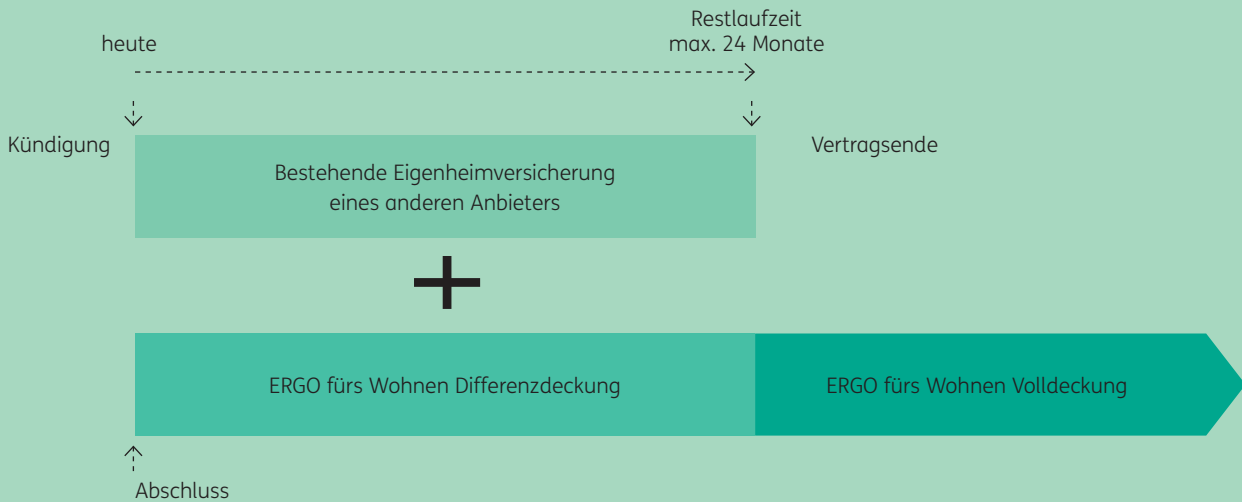 heute
Restlaufzeit
max. 24 Monate
Kündigung
Vertragsende
Bestehende Eigenheimversicherung
eines anderen Anbieters
ERGO fürs Wohnen Differenzdeckung
ERGO fürs Wohnen Volldeckung
Abschluss